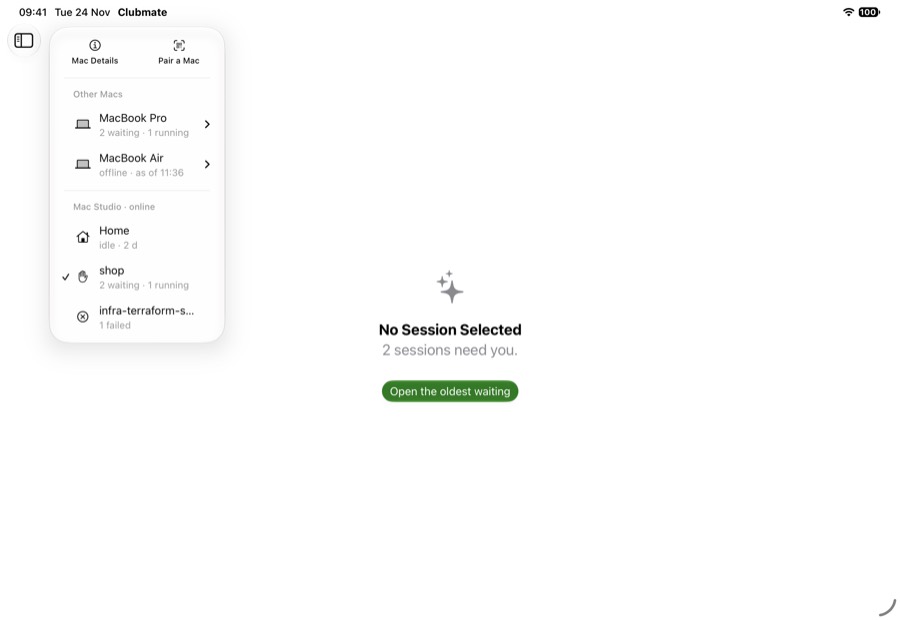 09:41 Tue 24 Nov Clubmate
100
Mac Details
Pair a Mac
Other Macs
MacBook Pro
2 waiting · 1 running
MacBook Air
offline · as of 11:36
Mac Studio · online
Home
idle · 2 d
shop
2 waiting · 1 running
infra-terraform-s...
1 failed
No Session Selected
2 sessions need you.
Open the oldest waiting